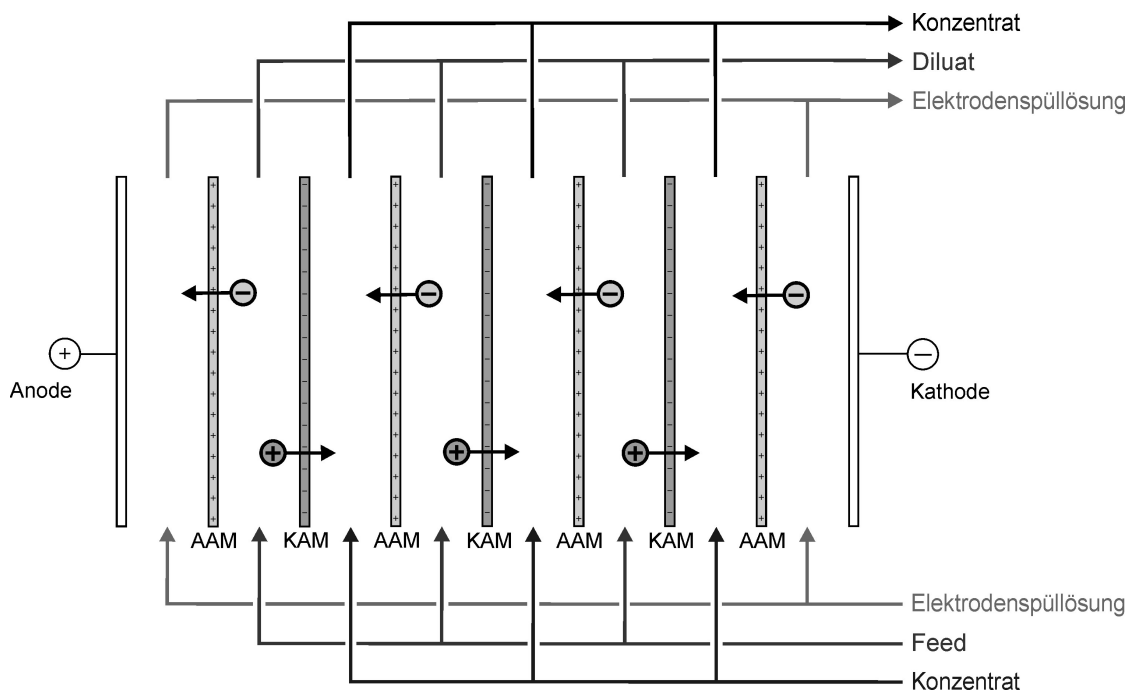 Konzentrat
Diluat
Elektrodenspüllösung
Anode
Kathode
AAM KAM AAM KAM AAM KAM AAM
Elektrodenspüllösung
Feed
Konzentrat